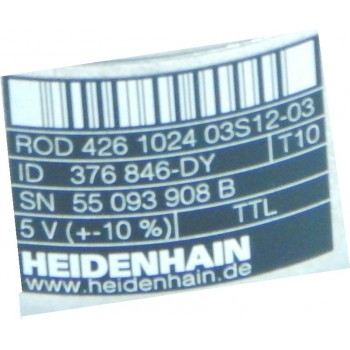 ROD 426 1024 03S12-03
ID 376 846-DY T10
SN 55 093 908 B
5 V (+-10 %) TTL
HEIDENHAIN
www.heidenhain.de